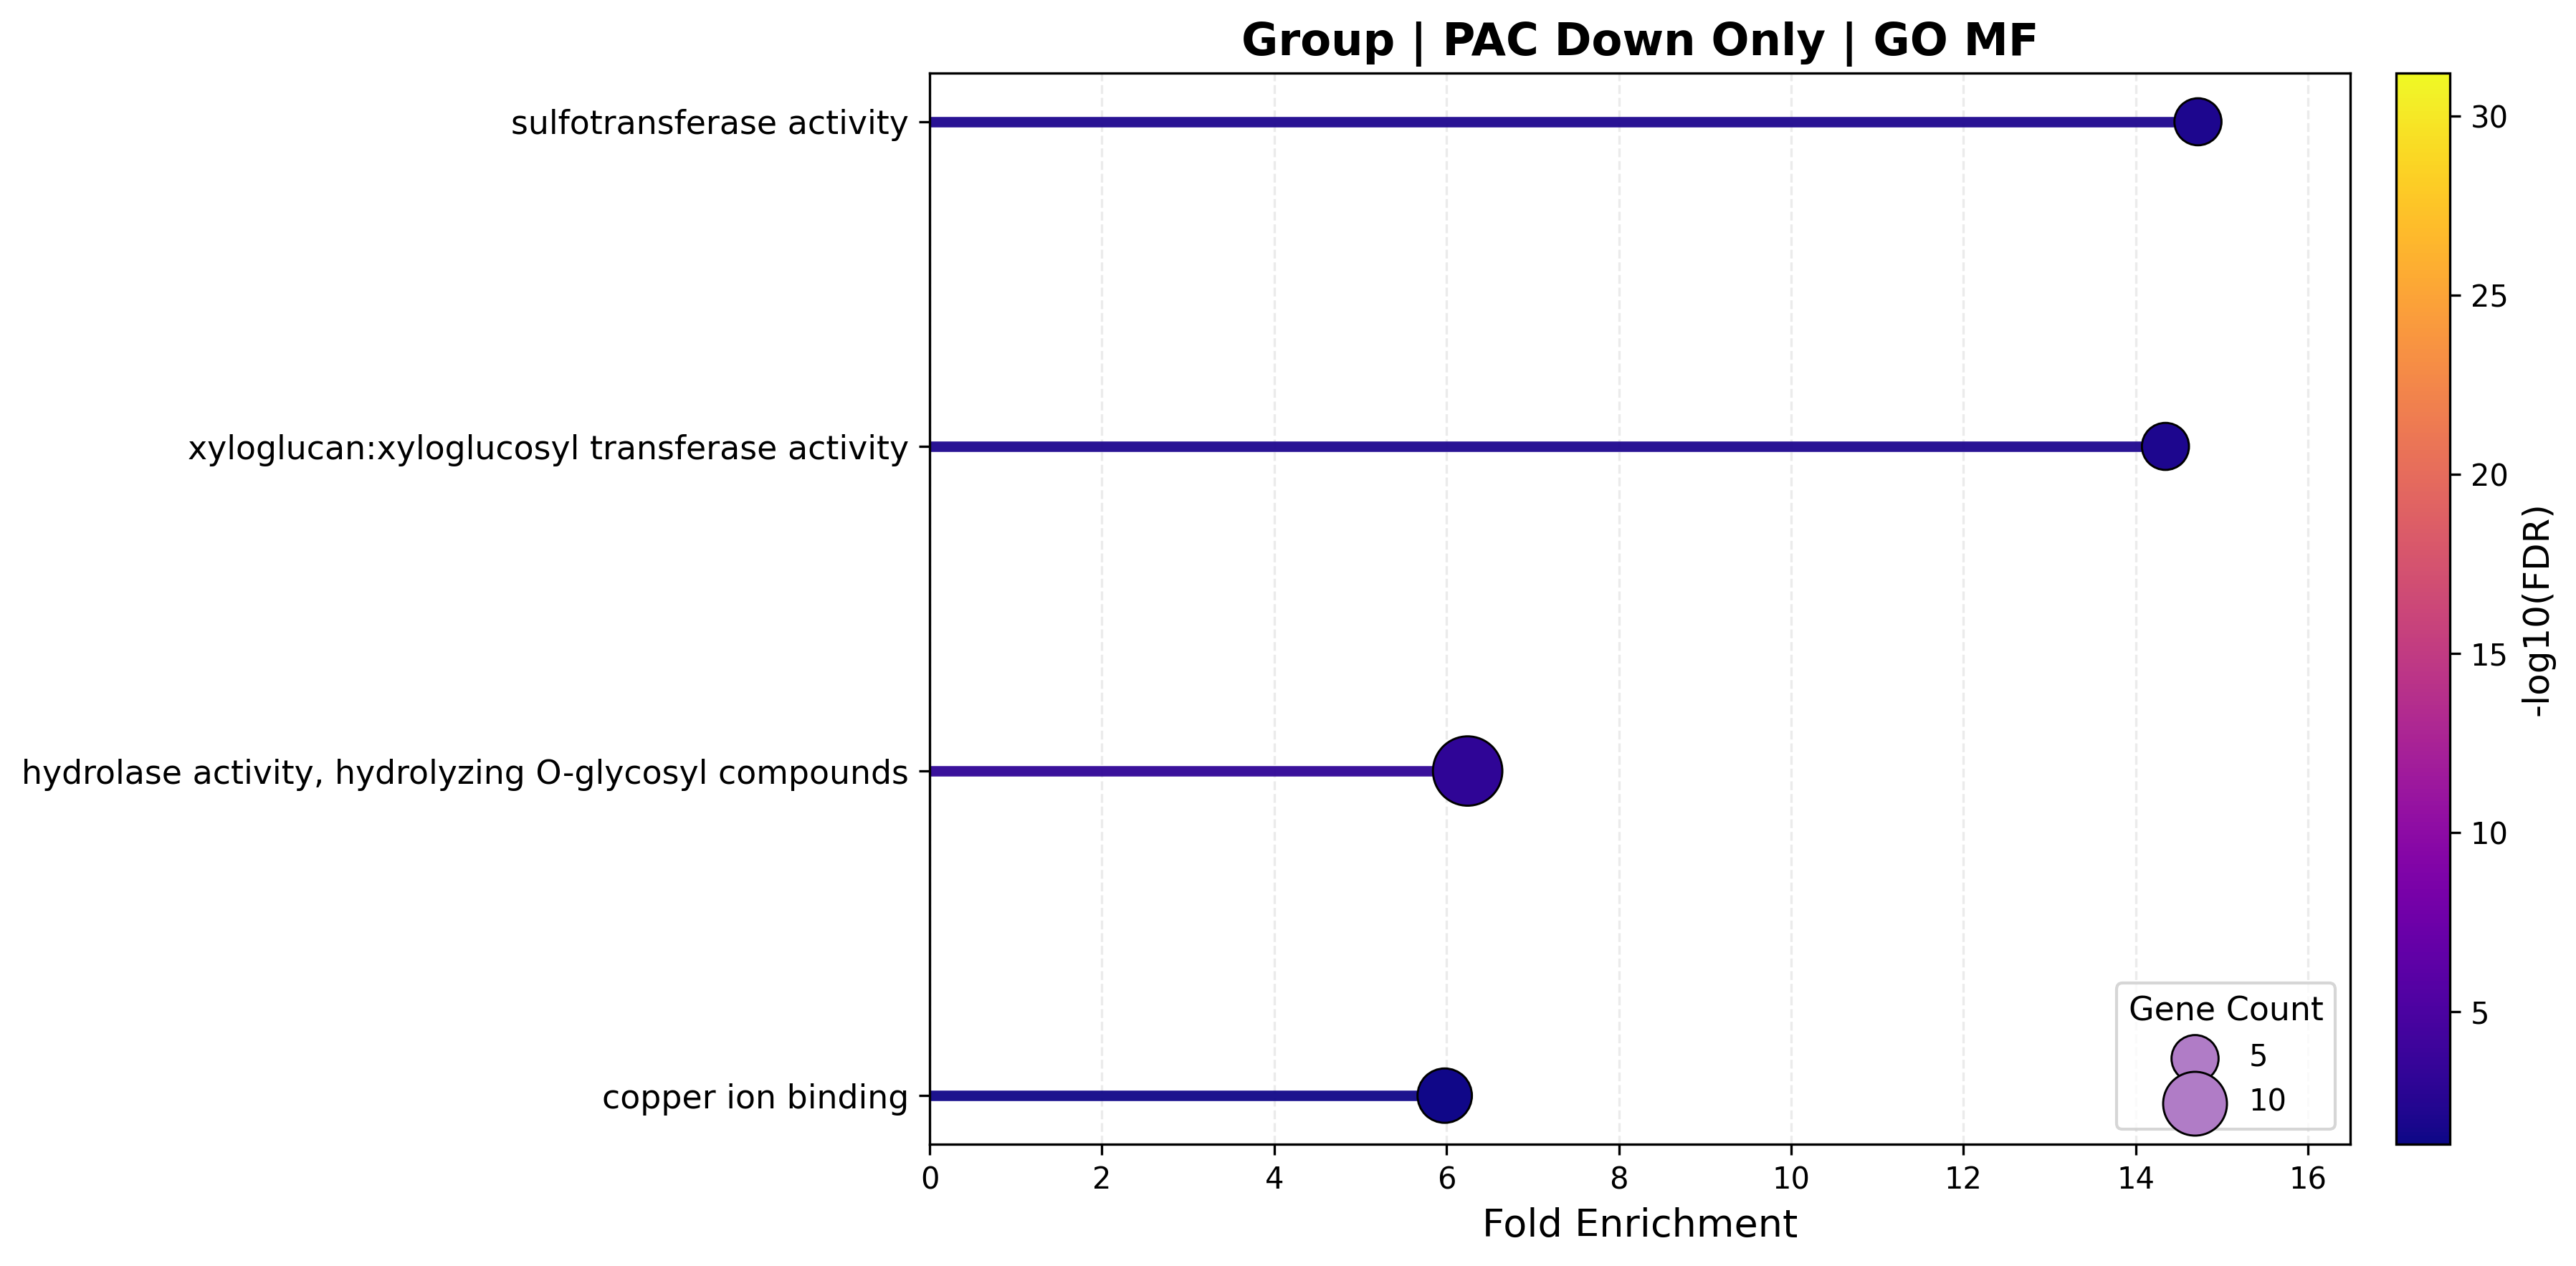 Group | PAC Down Only | GO MF
sulfotransferase activity
xyloglucan:xyloglucosyl transferase activity
hydrolase activity, hydrolyzing O-glycosyl compounds
copper ion binding
0 2 4 6 8 10 12 14 16
Fold Enrichment
Gene Count
5
10
30
25
20
15
10
5
-log10(FDR)